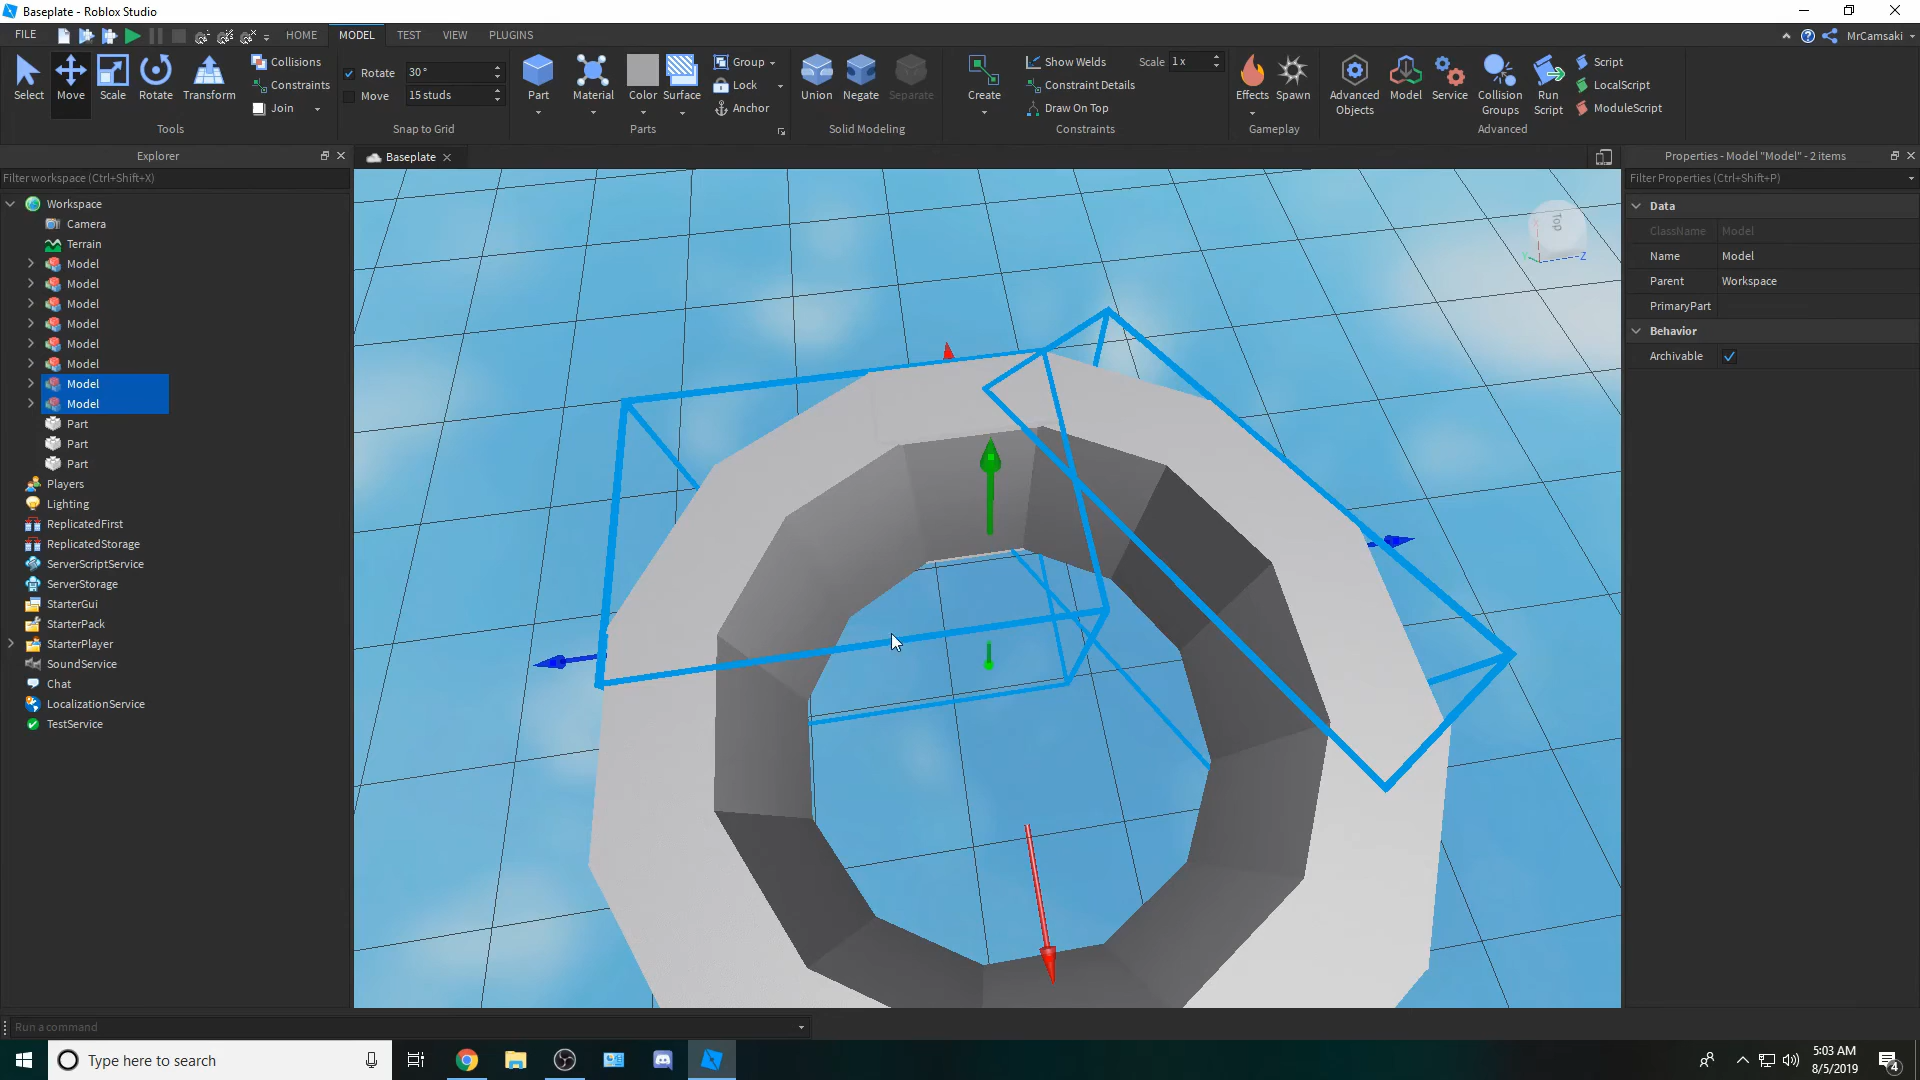 Baseplate - Roblox Studio
FILE
HOME
MODEL
TEST
VIEW
PLUGINS
MrCamsaki
Select
Move
Scale
Rotate
Transform
Collisions
Constraints
Join
Tools
Rotate
30°
Move
15 studs
Snap to Grid
Part
Material
Color
Surface
Group
Lock
Anchor
Parts
Union
Negate
Separate
Solid Modeling
Create
Show Welds
Scale
1x
Constraint Details
Draw On Top
Constraints
Effects
Spawn
Gameplay
Advanced
Objects
Model
Service
Collision
Groups
Run
Script
Script
LocalScript
ModuleScript
Advanced
Explorer
Filter workspace (Ctrl+Shift+X)
Workspace
Camera
Terrain
Model
Model
Model
Model
Model
Model
Model
Model
Part
Part
Part
Players
Lighting
ReplicatedFirst
ReplicatedStorage
ServerScriptService
ServerStorage
StarterGui
StarterPack
StarterPlayer
SoundService
Chat
LocalizationService
TestService
Baseplate
Top
Z
Properties - Model "Model" - 2 items
Filter Properties (Ctrl+Shift+P)
Data
ClassName Model
Name Model
Parent Workspace
PrimaryPart
Behavior
Archivable
Run a command
Type here to search
5:03 AM
8/5/2019
4